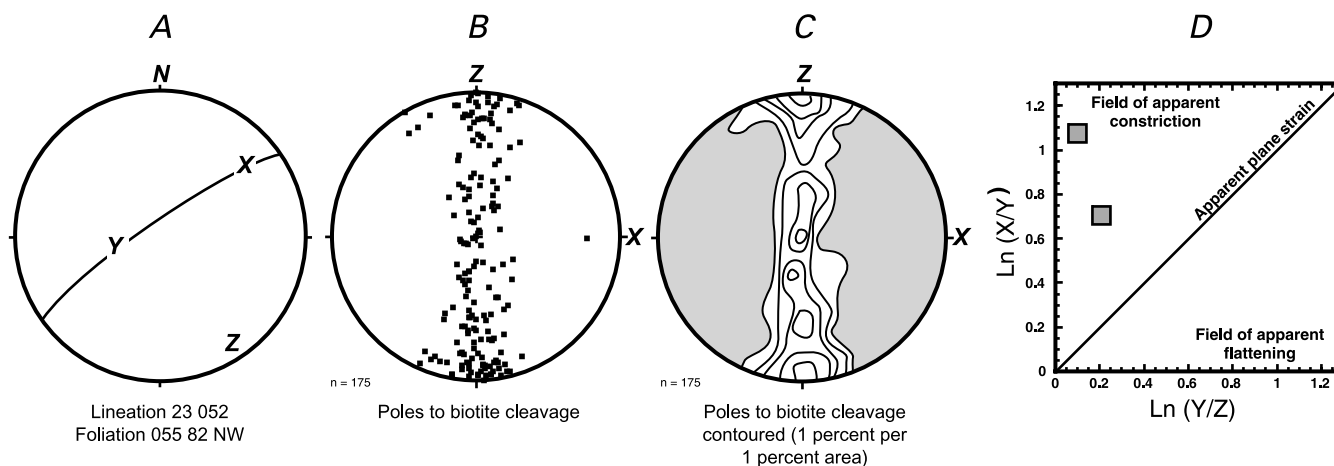 A
B
C
D
N
X
Y
Z
Lineation 23 052
Foliation 055 82 NW
Z
X
n = 175
Poles to biotite cleavage
Z
X
n = 175
Poles to biotite cleavage
contoured (1 percent per
1 percent area)
Ln (X/Y)
1.2
1
0.8
0.6
0.4
0.2
0
Field of apparent
constriction
Apparent plane strain
Field of apparent
flattening
0
0.2
0.4
0.6
0.8
1
1.2
Ln (Y/Z)